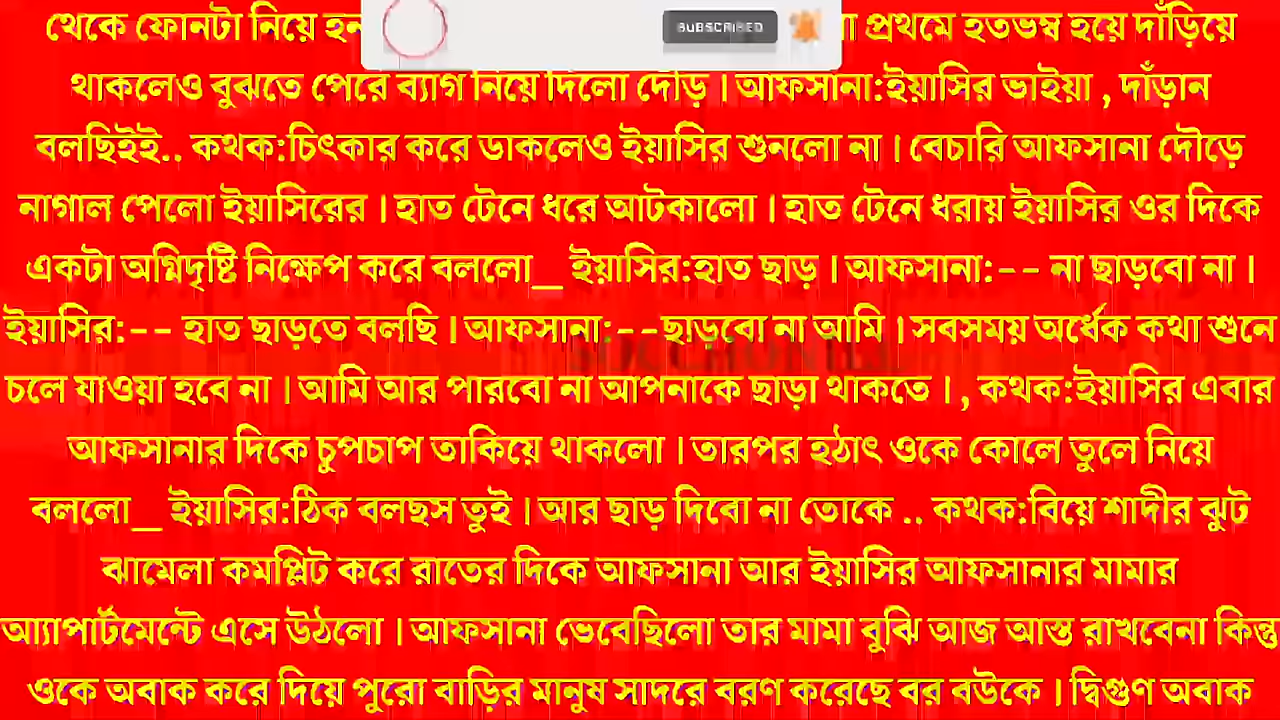 থেকে ফোনটা নিয়ে SUBSCRIBED প্রথমে হতভম্ব হয়ে দাঁড়িয়ে
থাকলেও বুঝতে পেরে ব্যাগ নিয়ে দিলো দৌড় । আফসানা:ইয়াসির ভাইয়া , দাঁড়ান
বলছিইই.. কথক:চিৎকার করে ডাকলেও ইয়াসির শুনলো না । বেচারি আফসানা দৌড়ে
নাগাল পেলো ইয়াসিরের । হাত টেনে ধরে আটকালো । হাত টেনে ধরায় ইয়াসির ওর দিকে
একটা অগ্নিদৃষ্টি নিক্ষেপ করে বললো_ ইয়াসির:হাত ছাড় । আফসানা:-- না ছাড়বো না ।
ইয়াসির:-- হাত ছাড়তে বলছি । আফসানা:--ছাড়বো না আমি । সবসময় অর্ধেক কথা শুনে
চলে যাওয়া হবে না । আমি আর পারবো না আপনাকে ছাড়া থাকতে । , কথক:ইয়াসির এবার
আফসানার দিকে চুপচাপ তাকিয়ে থাকলো । তারপর হঠাৎ ওকে কোলে তুলে নিয়ে
বললো_ ইয়াসির:ঠিক বলছস তুই । আর ছাড় দিবো না তোকে .. কথক:বিয়ে শাদীর ঝুট
ঝামেলা কমপ্লিট করে রাতের দিকে আফসানা আর ইয়াসির আফসানার মামার
অ্যাপার্টমেন্টে এসে উঠলো । আফসানা ভেবেছিলো তার মামা বুঝি আজ আস্ত রাখবেনা কিন্তু
ওকে অবাক করে দিয়ে পুরো বাড়ির মানুষ সাদরে বরণ করেছে বর বউকে । দ্বিগুণ অবাক